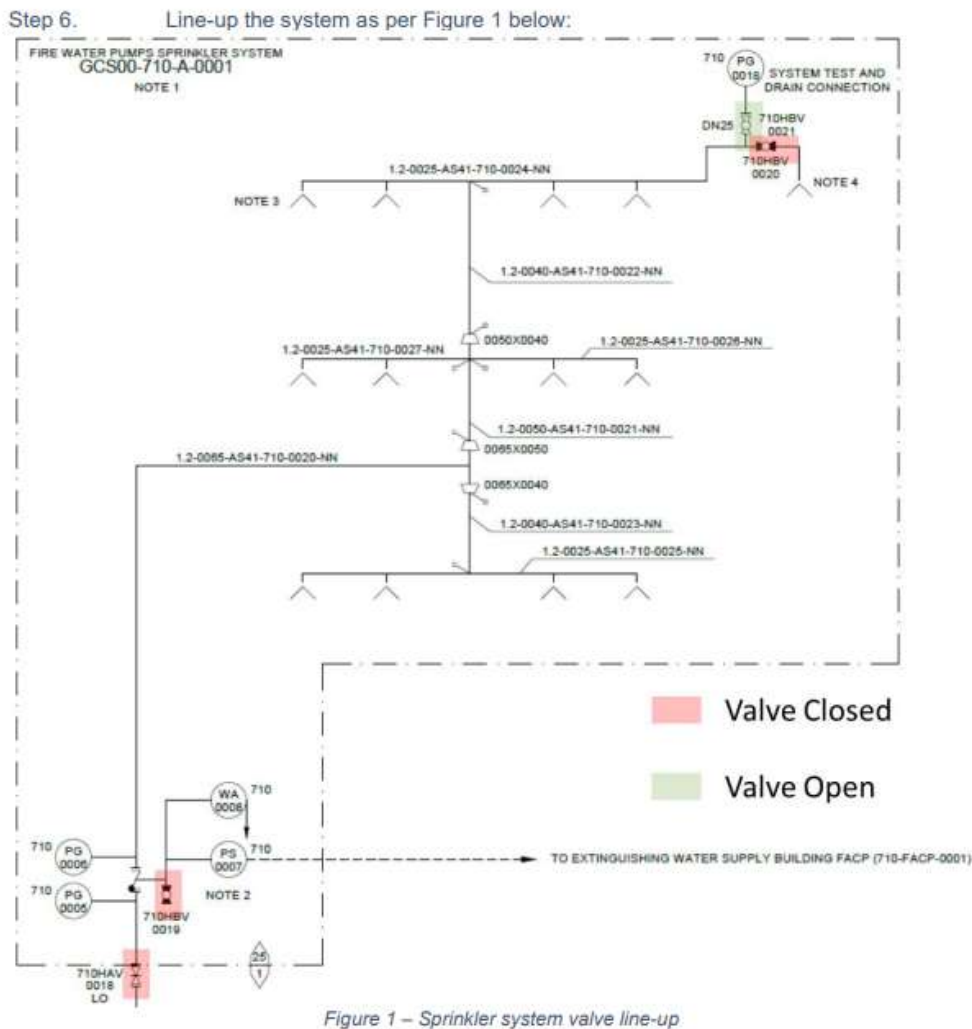 Step 6. Line-up the system as per Figure 1 below:
FIRE WATER PUMPS SPRINKLER SYSTEM
GCS00-710-A-0001
NOTE 1
710 PG
0016
SYSTEM TEST AND
DRAIN CONNECTION
DN25
710HBV
0021
710HBV
0020
NOTE 4
1.2-0025-AS41-710-0024-NN
NOTE 3
1.2-0040-AS41-710-0022-NN
0050X0040
1.2-0025-AS41-710-0027-NN
1.2-0025-AS41-710-0026-NN
1.2-0050-AS41-710-0021-NN
0065X0050
1.2-0065-AS41-710-0020-NN
0065X0040
1.2-0040-AS41-710-0023-NN
1.2-0025-AS41-710-0025-NN
Valve Closed
Valve Open
WA
0008
710
710 PG
0006
PS
0007
710
TO EXTINGUISHING WATER SUPPLY BUILDING FACP (710-FACP-0001)
710 PG
0005
NOTE 2
710HBV
0019
710HAV
0018
LO
25
1
Figure 1 – Sprinkler system valve line-up